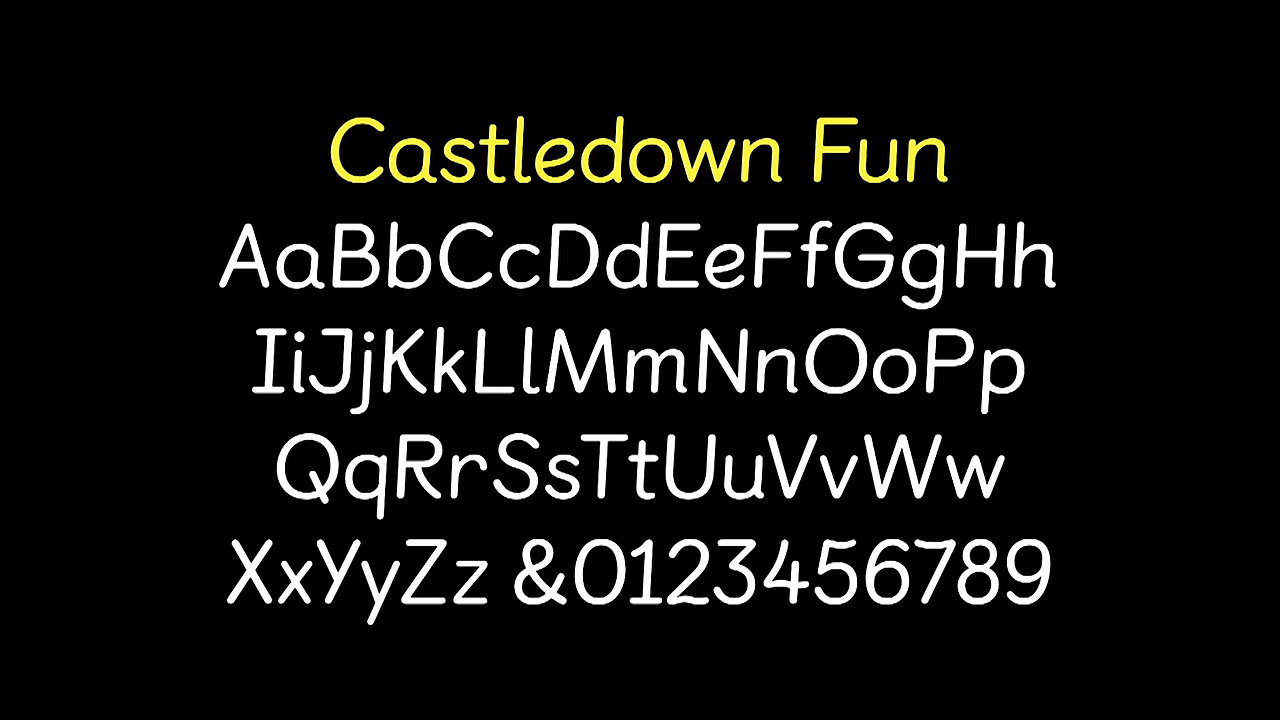 Castledown Fun
AaBbCcDdEeFfGgHh
IiJjKkLlMmNnOoPp
QqRrSsTtUuVvWw
XxYyZz &0123456789